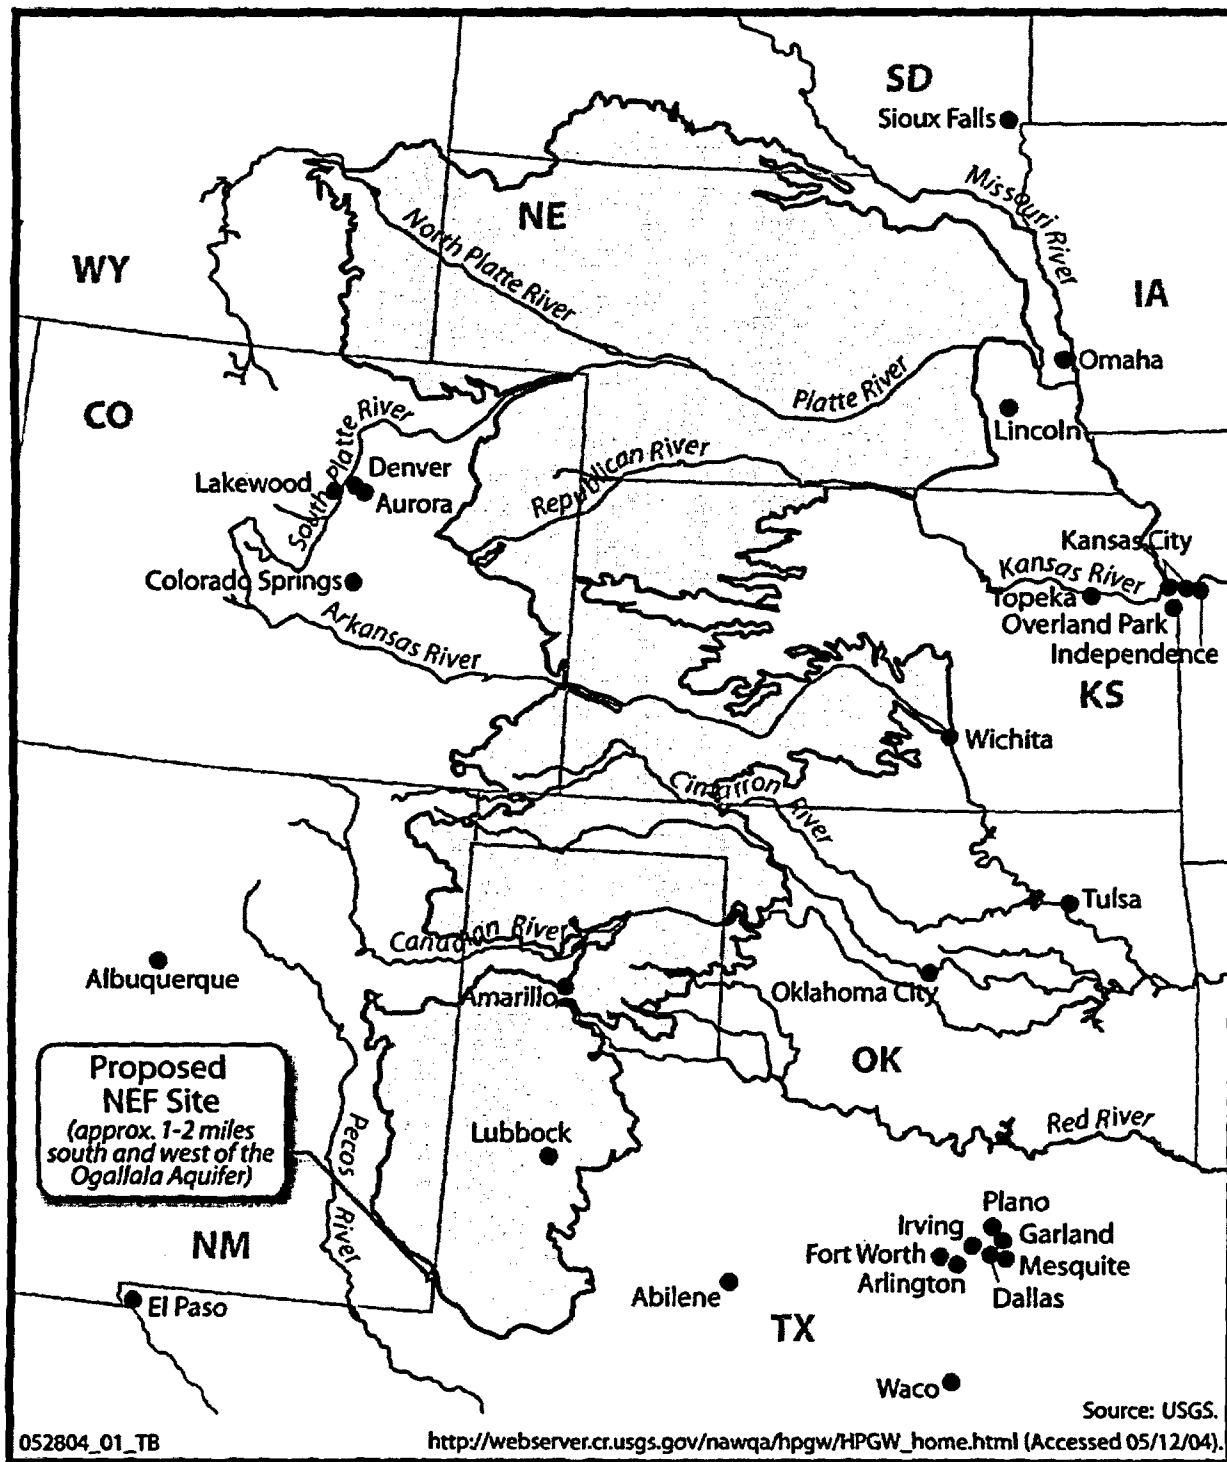 SD
Sioux Falls
Missouri River
NE
North Platte River
WY
IA
Omaha
Platte River
CO
South Platte River
Lincoln
Republican River
Denver
Lakewood
Aurora
Kansas City
Kansas River
Colorado Springs
Topeka
Overland Park
Independence
Arkansas River
KS
Wichita
Cimarron River
Tulsa
Canadian River
Albuquerque
Amarillo
Oklahoma City
Proposed
NEF Site
(approx. 1-2 miles
south and west of the
Ogallala Aquifer)
OK
Pecos River
Lubbock
Red River
Plano
Irving
Garland
Fort Worth
Mesquite
Arlington
Dallas
NM
Abilene
El Paso
TX
Waco
Source: USGS.
052804_01_TB
http://webserver.cr.usgs.gov/nawqa/hpgw/HPGW_home.html (Accessed 05/12/04).